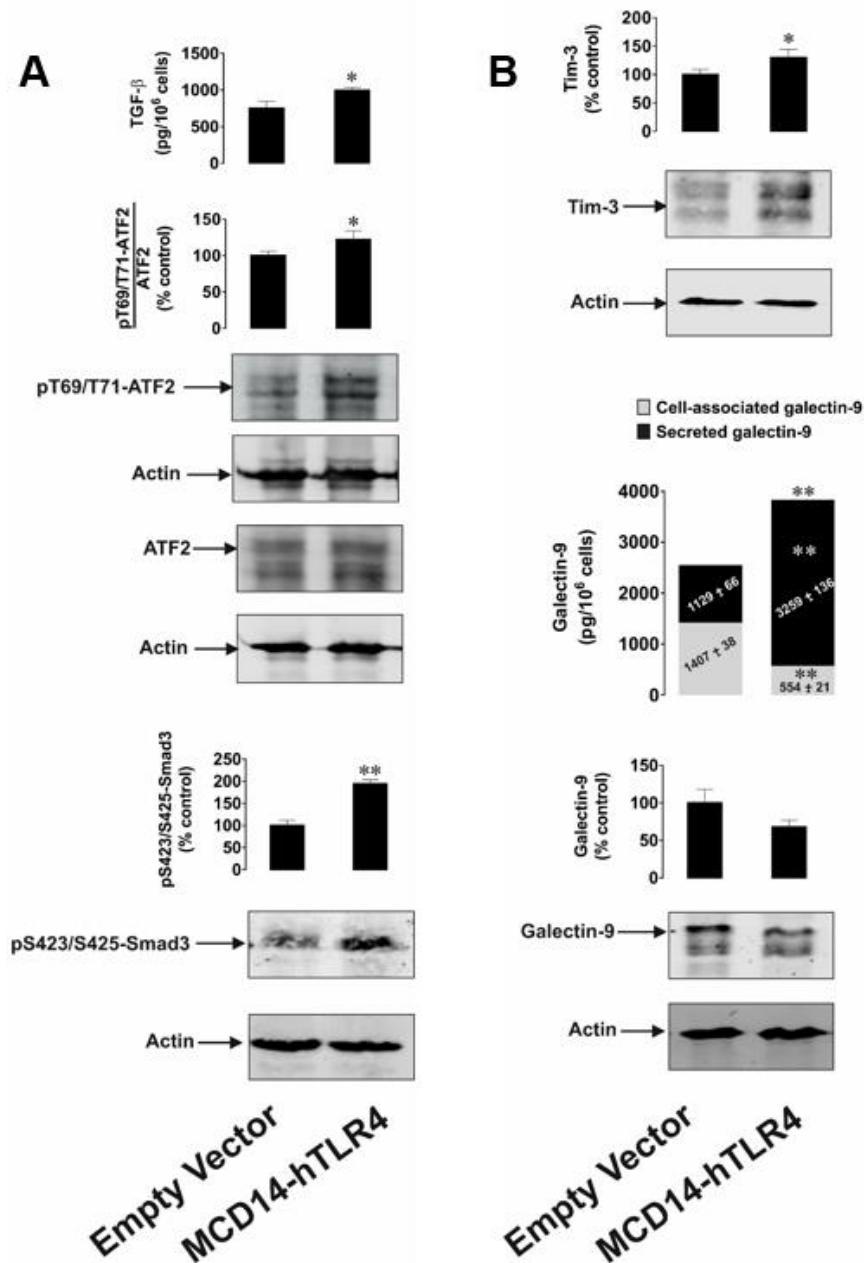 A
TGF-β
(pg/10⁶ cells)
1500
1000
500
0
*
pT69/T71-ATF2
ATF2
(% control)
150
100
50
0
*
pT69/T71-ATF2
Actin
ATF2
Actin
pS423/S425-Smad3
(% control)
250
200
150
100
50
0
**
pS423/S425-Smad3
Actin
Empty Vector
MCD14-hTLR4
B
Tim-3
(% control)
200
150
100
50
0
*
Tim-3
Actin
Cell-associated galectin-9
Secreted galectin-9
Galectin-9
(pg/10⁶ cells)
4000
3000
2000
1000
0
1129 ± 66
1407 ± 38
**
**
3259 ± 136
**
554 ± 21
Galectin-9
(% control)
150
100
50
0
Galectin-9
Actin
Empty Vector
MCD14-hTLR4